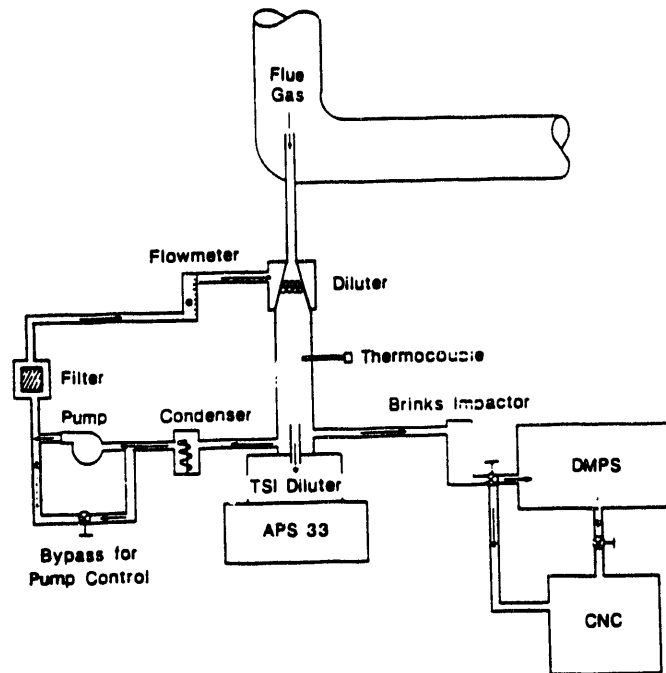 Flue
Gas
Flowmeter
Diluter
Thermocouple
Filter
Brinks Impactor
Pump
Condenser
DMPS
TSI Diluter
APS 33
Bypass for
Pump Control
CNC